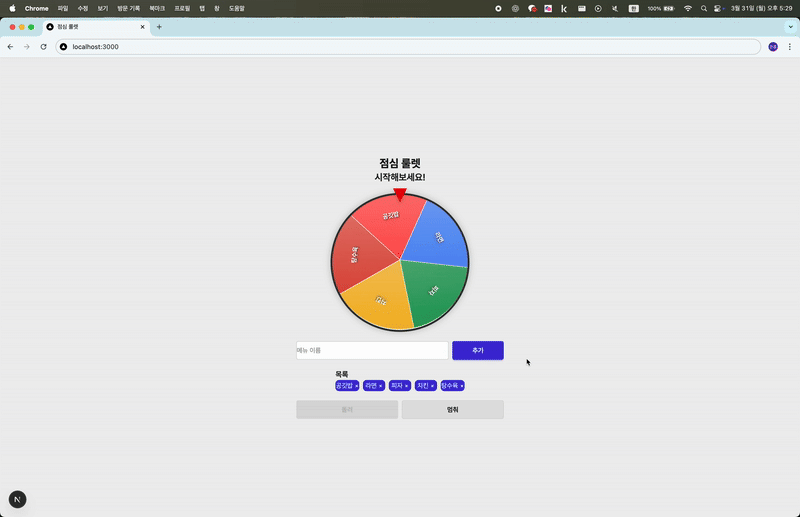 Chrome 파일 수정 보기 방문 기록 북마크 프로필 탭 창 도움말 한 100% 3월 31일 (월) 오후 5:29
점심 룰렛
localhost:3000
점심 룰렛
시작해보세요!
공깃밥
라면
탕수육
피자
치킨
메뉴 이름 추가
목록
공깃밥 × 라면 × 피자 × 치킨 × 탕수육 ×
멈춰
N